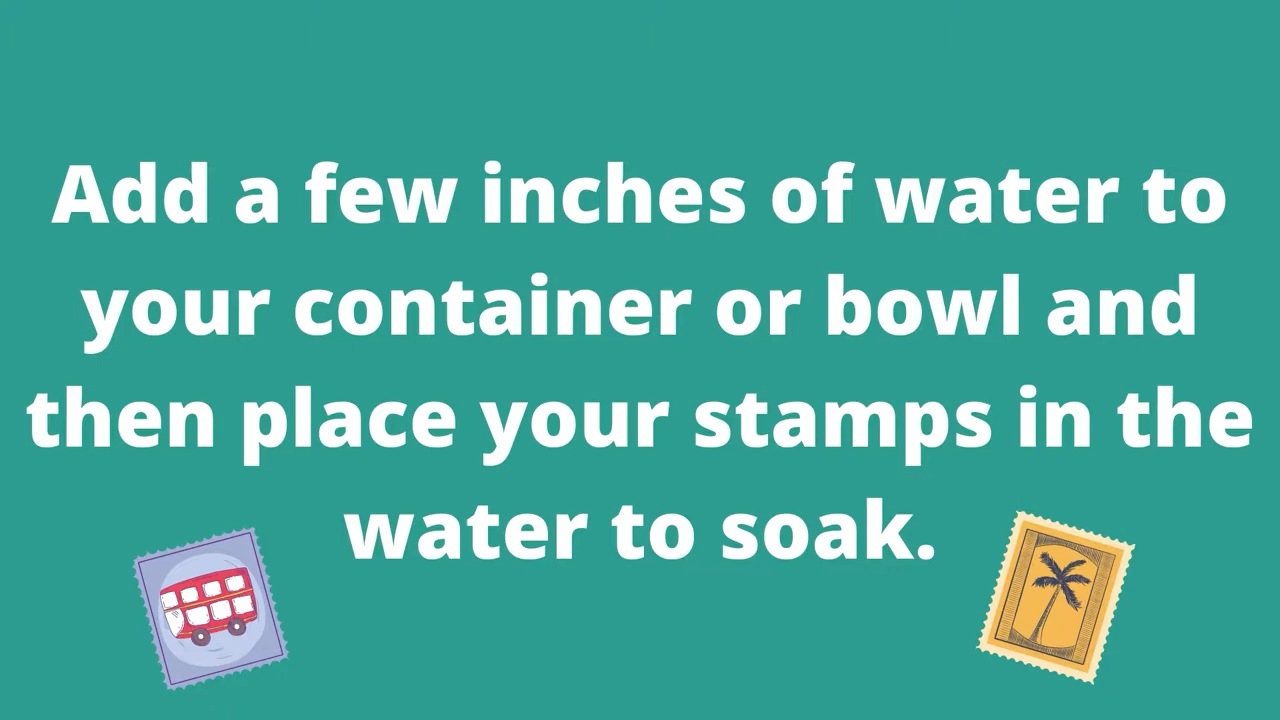 Add a few inches of water to
your container or bowl and
then place your stamps in the
water to soak.